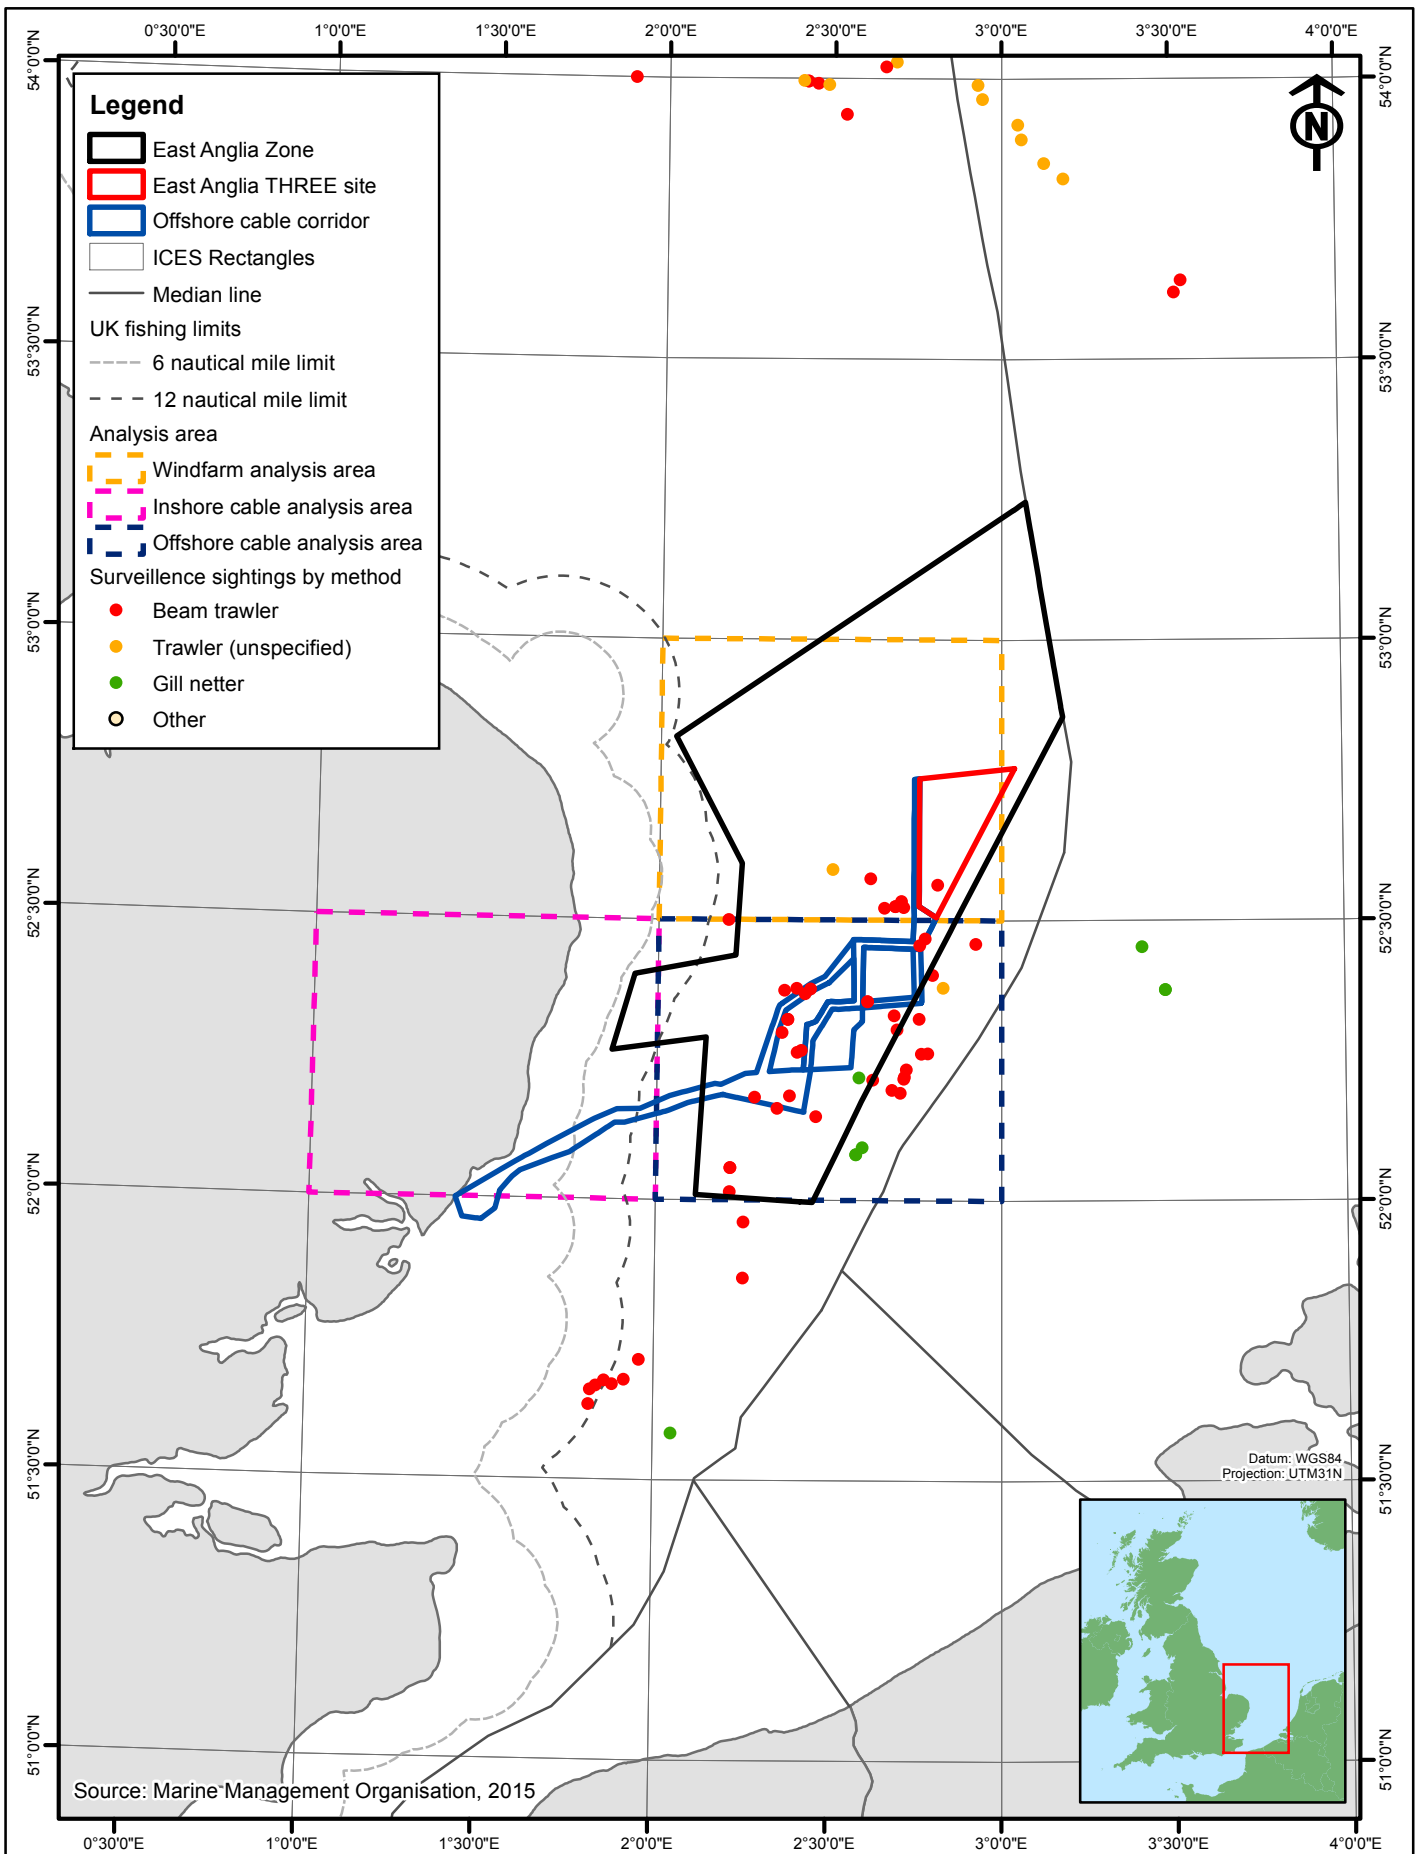 0°30'0"E 1°0'0"E 1°30'0"E 2°0'0"E 2°30'0"E 3°0'0"E 3°30'0"E 4°0'0"E
54°0'0"N
54°0'0"N
Legend
East Anglia Zone
East Anglia THREE site
Offshore cable corridor
ICES Rectangles
Median line
UK fishing limits
6 nautical mile limit
12 nautical mile limit
Analysis area
Windfarm analysis area
Inshore cable analysis area
Offshore cable analysis area
Surveillence sightings by method
Beam trawler
Trawler (unspecified)
Gill netter
Other
N
53°30'0"N
53°30'0"N
53°0'0"N
53°0'0"N
52°30'0"N
52°30'0"N
52°0'0"N
52°0'0"N
51°30'0"N
51°30'0"N
Datum: WGS84
Projection: UTM31N
51°0'0"N
51°0'0"N
Source: Marine Management Organisation, 2015
0°30'0"E 1°0'0"E 1°30'0"E 2°0'0"E 2°30'0"E 3°0'0"E 3°30'0"E 4°0'0"E